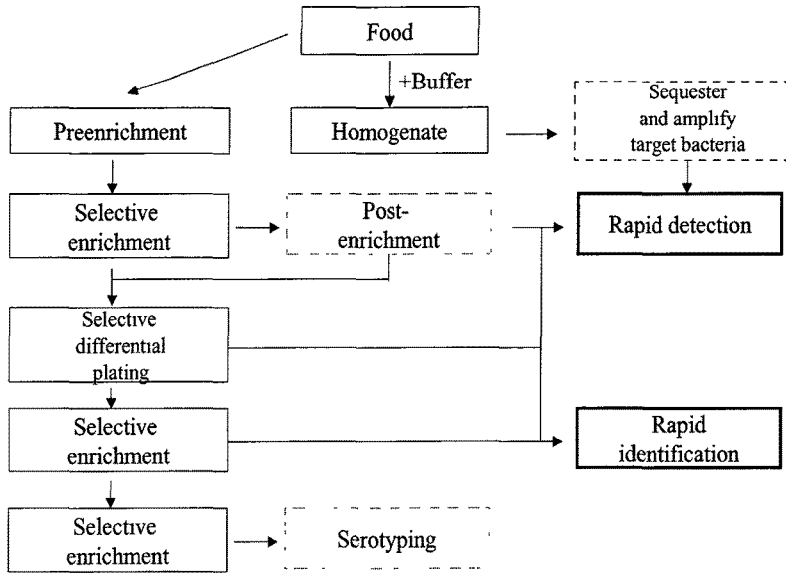 Food
+Buffer
Preenrichment
Homogenate
Sequester
and amplify
target bacteria
Selective
enrichment
Post-
enrichment
Rapid detection
Selective
differential
plating
Selective
enrichment
Rapid
identification
Selective
enrichment
Serotyping